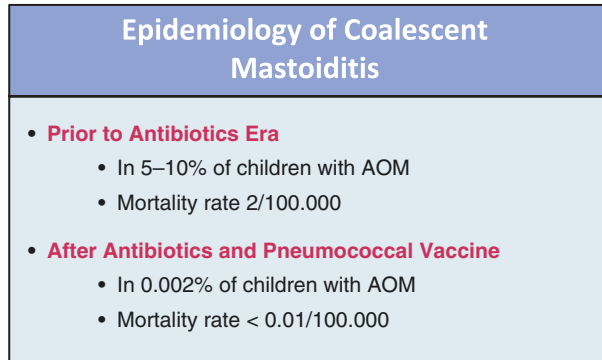 Epidemiology of Coalescent
Mastoiditis
• Prior to Antibiotics Era
• In 5–10% of children with AOM
• Mortality rate 2/100.000
• After Antibiotics and Pneumococcal Vaccine
• In 0.002% of children with AOM
• Mortality rate < 0.01/100.000